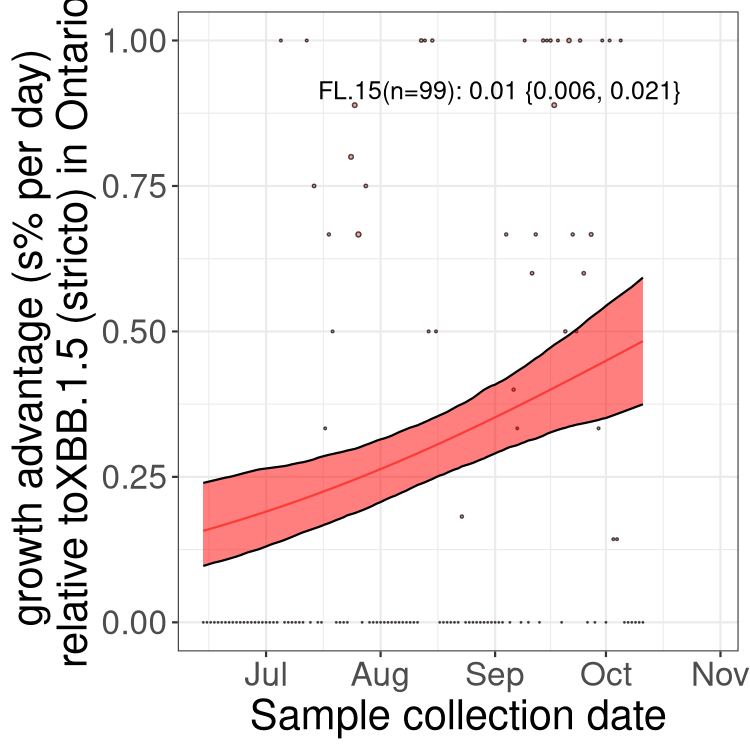 growth advantage (s% per day)
relative toXBB.1.5 (stricto) in Ontario
1.00
0.75
0.50
0.25
0.00
FL.15(n=99): 0.01 {0.006, 0.021}
Jul Aug Sep Oct Nov
Sample collection date